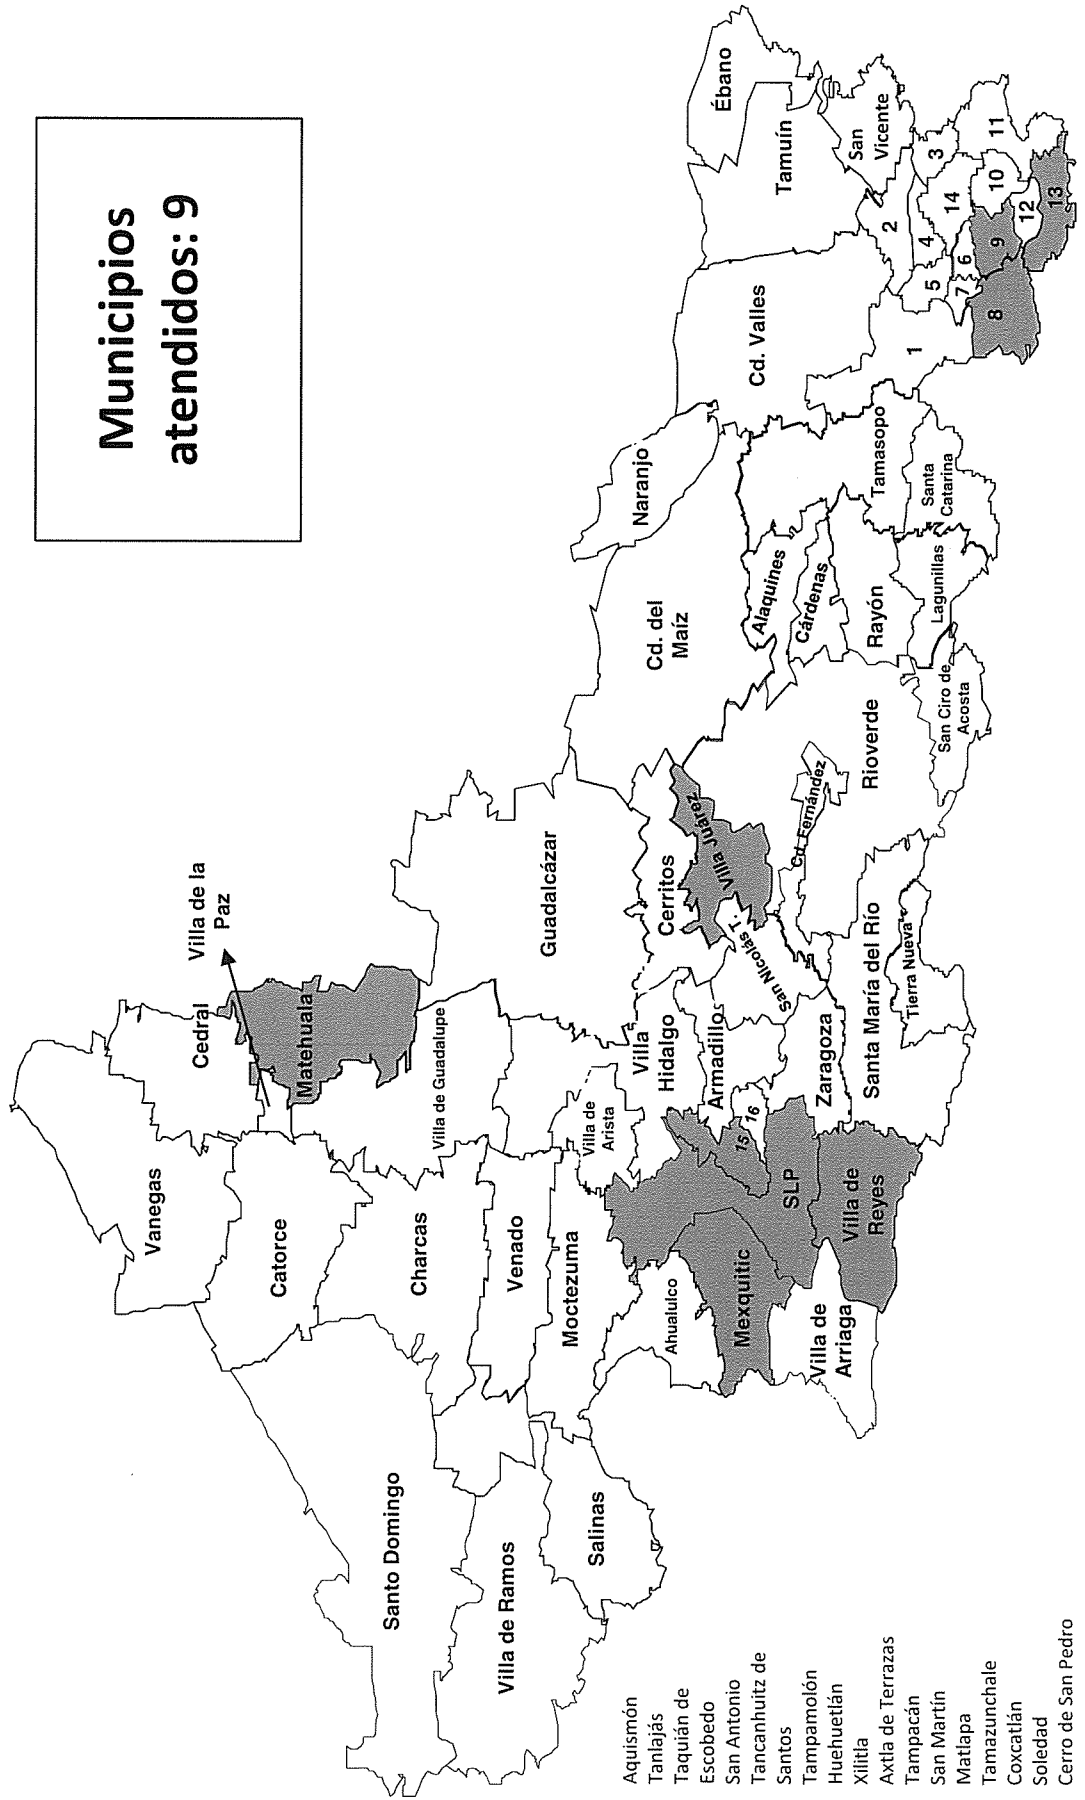 Municipios
atendidos: 9
Vanegas
Cedral
Villa de la
Paz
Catorce
Matehuala
Santo Domingo
Charcas
Villa de Guadalupe
Guadalcázar
Villa de Ramos
Venado
Salinas
Moctezuma
Villa de
Arista
Villa
Hidalgo
Cerritos
Cd. del
Maíz
Naranjo
Ahualulco
Armadillo
Villa Juárez
Mexquitic
15
16
San Nicolás T.
Alaquines
Cd. Valles
Tamuín
Ébano
SLP
Villa de
Arriaga
Villa de
Reyes
Zaragoza
Cd. Fernández
Cárdenas
Santa María del Río
Tierra Nueva
Rioverde
Rayón
Tamasopo
San
Vicente
San Ciro de
Acosta
Lagunillas
Santa
Catarina
1
2
3
4
5
6
7
8
9
10
11
12
13
14
Aquismón
Tanlajás
Taquián de
Escobedo
San Antonio
Tancanhuitz de
Santos
Tampamolón
Huehuetlán
Xilitla
Axtla de Terrazas
Tampacán
San Martín
Matlapa
Tamazunchale
Coxcatlán
Soledad
Cerro de San Pedro